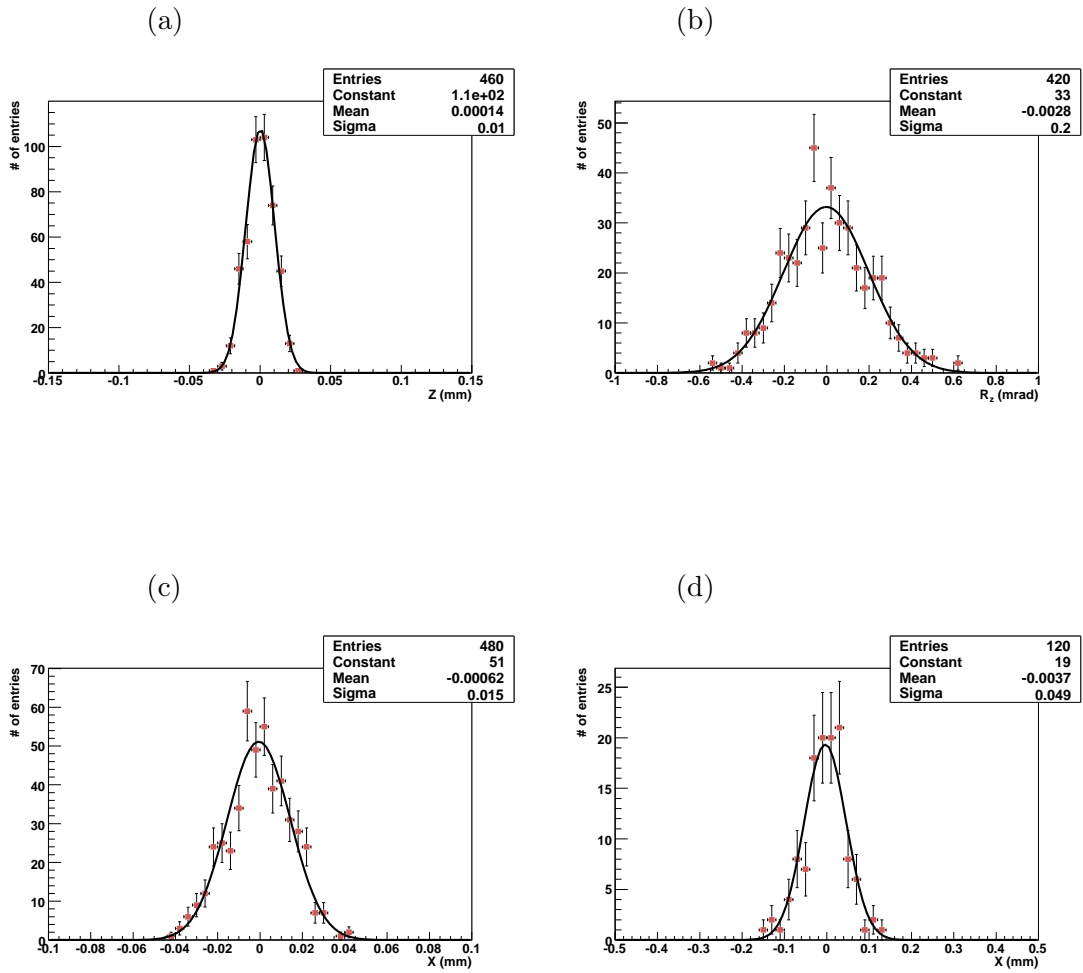 (a)
(b)
Entries 460
Constant 1.1e+02
Mean 0.00014
Sigma 0.01
# of entries
100
80
60
40
20
0
-0.15 -0.1 -0.05 0 0.05 0.1 0.15
Z (mm)
Entries 420
Constant 33
Mean -0.0028
Sigma 0.2
# of entries
50
40
30
20
10
0
-1 -0.8 -0.6 -0.4 -0.2 0 0.2 0.4 0.6 0.8 1
Rz (mrad)
(c)
(d)
Entries 480
Constant 51
Mean -0.00062
Sigma 0.015
# of entries
70
60
50
40
30
20
10
0
-0.1 -0.08 -0.06 -0.04 -0.02 0 0.02 0.04 0.06 0.08 0.1
X (mm)
Entries 120
Constant 19
Mean -0.0037
Sigma 0.049
# of entries
25
20
15
10
5
0
-0.5 -0.4 -0.3 -0.2 -0.1 0 0.1 0.2 0.3 0.4 0.5
X (mm)